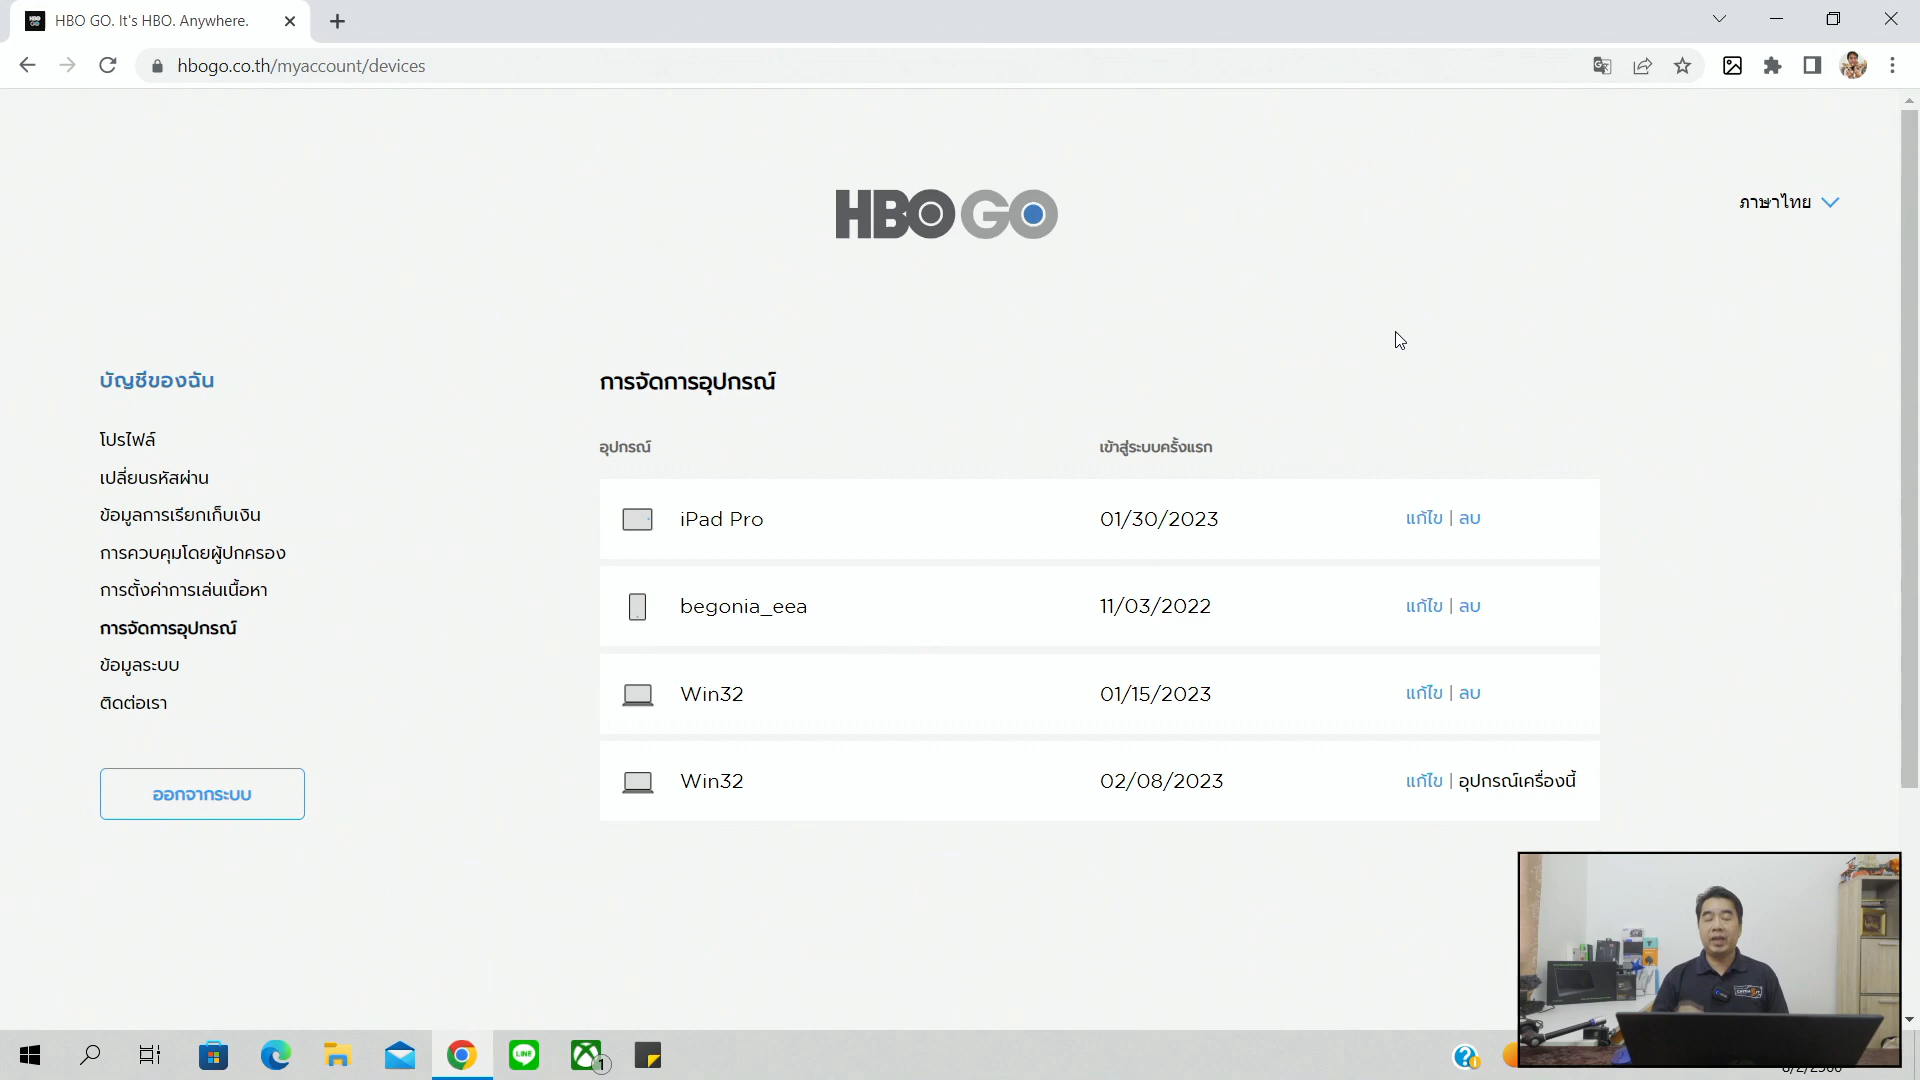 HBO GO. It's HBO. Anywhere.
hbogo.co.th/myaccount/devices
HBO GO
ภาษาไทย
บัญชีของฉัน
โปรไฟล์
เปลี่ยนรหัสผ่าน
ข้อมูลการเรียกเก็บเงิน
การควบคุมโดยผู้ปกครอง
การตั้งค่าการเล่นเนื้อหา
การจัดการอุปกรณ์
ข้อมูลระบบ
ติดต่อเรา
ออกจากระบบ
การจัดการอุปกรณ์
อุปกรณ์ เข้าสู่ระบบครั้งแรก
iPad Pro 01/30/2023 แก้ไข | ลบ
begonia_eea 11/03/2022 แก้ไข | ลบ
Win32 01/15/2023 แก้ไข | ลบ
Win32 02/08/2023 แก้ไข | อุปกรณ์เครื่องนี้
LINE
1